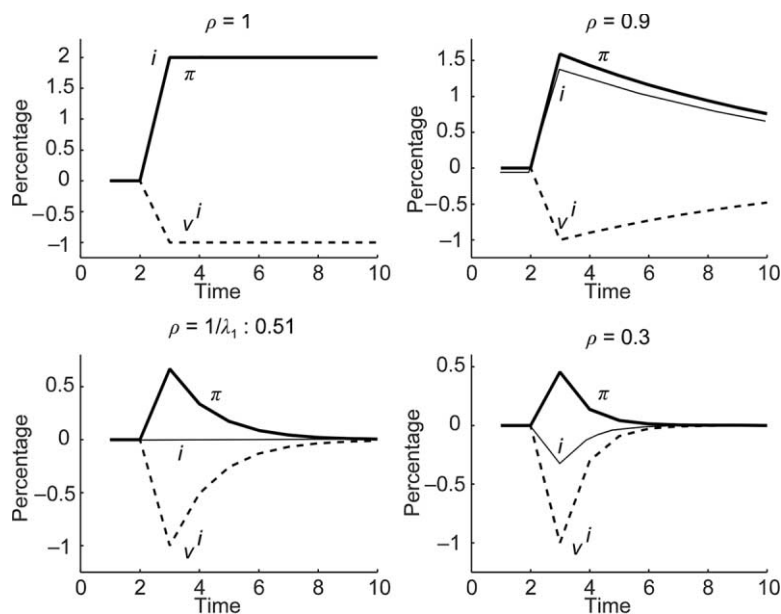 ρ = 1
Percentage
2
1.5
1
0.5
0
−0.5
−1
i
π
v i
0 2 4 6 8 10
Time
ρ = 0.9
Percentage
1.5
1
0.5
0
−0.5
−1
π
i
v i
0 2 4 6 8 10
Time
ρ = 1/λ₁ : 0.51
Percentage
0.5
0
−0.5
−1
π
i
v i
0 2 4 6 8 10
Time
ρ = 0.3
Percentage
0.5
0
−0.5
−1
π
i
v i
0 2 4 6 8 10
Time